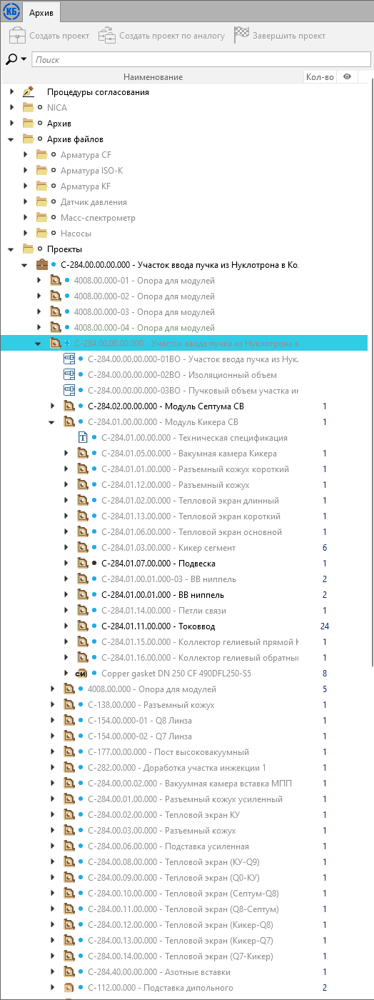 КБ
Архив
Создать проект
Создать проект по аналогу
Завершить проект
Поиск
Наименование Кол-во
Процедуры согласования
NICA
Архив
Архив файлов
Арматура CF
Арматура ISO-K
Арматура KF
Датчик давления
Масс-спектрометр
Насосы
Проекты
С-284.00.00.00.000 - Участок ввода пучка из Нуклотрона в Ко.
4008.00.000-01 - Опора для модулей
4008.00.000-02 - Опора для модулей
4008.00.000-03 - Опора для модулей
4008.00.000-04 - Опора для модулей
С-284.00.00.00.000 - Участок ввода пучка из Нуклотрона в
С-284.00.00.00.000-01ВО - Участок ввода пучка из Нук.
С-284.00.00.00.000-02ВО - Изоляционный объем
С-284.00.00.00.000-03ВО - Пучковый объем участка ин
С-284.02.00.00.000 - Модуль Септума СВ 1
С-284.01.00.00.000 - Модуль Кикера СВ 1
Т С-284.01.00.00.000 - Техническая спецификация
С-284.01.05.00.000 - Вакумная камера Кикера 1
С-284.01.01.00.000 - Разъемный кожух короткий 1
С-284.01.12.00.000 - Разъемный кожух 1
С-284.01.02.00.000 - Тепловой экран длинный 1
С-284.01.13.00.000 - Тепловой экран короткий 1
С-284.01.06.00.000 - Тепловой экран основной 1
С-284.01.03.00.000 - Кикер сегмент 6
С-284.01.07.00.000 - Подвеска 1
С-284.01.00.01.000-03 - ВВ ниппель 2
С-284.01.00.01.000 - ВВ ниппель 2
С-284.01.14.00.000 - Петли связи 1
С-284.01.11.00.000 - Токоввод 24
С-284.01.15.00.000 - Коллектор гелиевый прямой К 1
С-284.01.16.00.000 - Коллектор гелиевый обратны 1
СИ Copper gasket DN 250 CF 490DFL250-S5 8
4008.00.000 - Опора для модулей 5
С-138.00.000 - Разъемный кожух 1
С-154.00.000-01 - Q8 Линза 1
С-154.00.000-02 - Q7 Линза 1
С-177.00.00.000 - Пост высоковакуумный 1
С-282.00.000 - Доработка участка инжекции 1 1
С-284.00.00.02.000 - Вакуумная камера вставка МПП 1
С-284.00.01.00.000 - Разъемный кожух усиленный 1
С-284.00.02.00.000 - Тепловой экран КУ 1
С-284.00.03.00.000 - Разъемный кожух 1
С-284.00.06.00.000 - Подставка усиленная 1
С-284.00.08.00.000 - Тепловой экран (КУ-Q9) 1
С-284.00.09.00.000 - Тепловой экран (Q0-КУ) 1
С-284.00.10.00.000 - Тепловой экран (Септум-Q8) 1
С-284.00.11.00.000 - Тепловой экран (Q8-Септум) 1
С-284.00.12.00.000 - Тепловой экран (Кикер-Q8) 1
С-284.00.13.00.000 - Тепловой экран (Кикер-Q7) 1
С-284.00.14.00.000 - Тепловой экран (Q7-Кикер) 1
С-284.40.00.00.000 - Азотные вставки 1
С-112.00.000 - Подставка дипольного 2